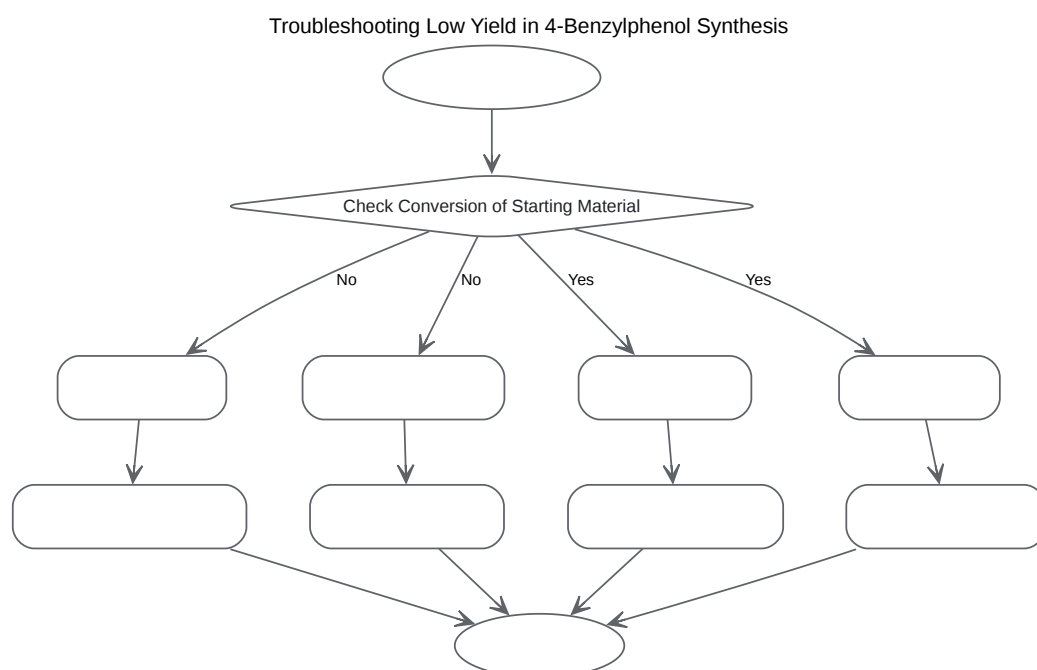 Troubleshooting Low Yield in 4-Benzylphenol Synthesis
Check Conversion of Starting Material
No
No
Yes
Yes